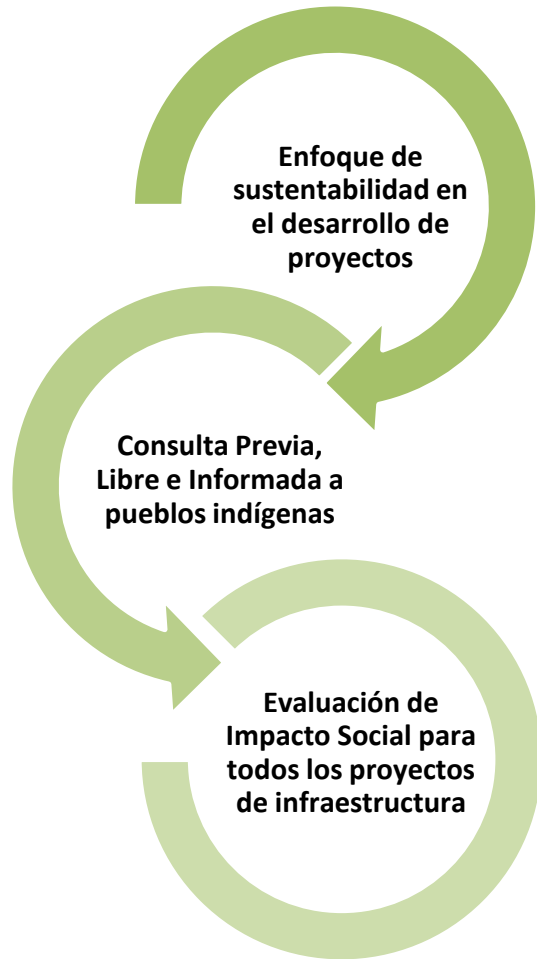 Enfoque de
sustentabilidad en
el desarrollo de
proyectos
Consulta Previa,
Libre e Informada a
pueblos indígenas
Evaluación de
Impacto Social para
todos los proyectos
de infraestructura